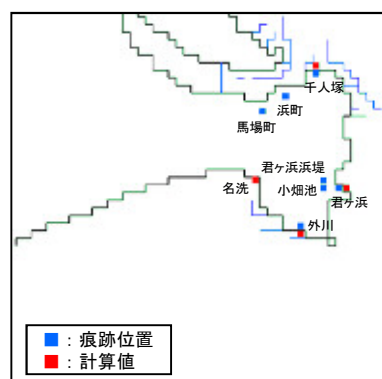 千人塚
浜町
馬場町
君ヶ浜浜堤
名洗
小畑池
君ヶ浜
外川
■：痕跡位置
■：計算値